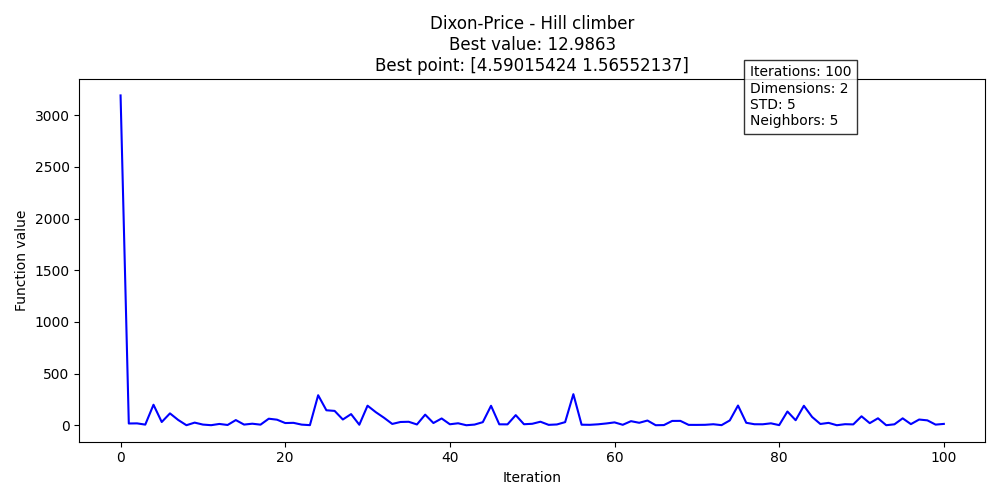 Dixon-Price - Hill climber
Best value: 12.9863
Best point: [4.59015424 1.56552137]
Iterations: 100
Dimensions: 2
STD: 5
Neighbors: 5
3000
2500
2000
1500
1000
500
0
Function value
0 20 40 60 80 100
Iteration